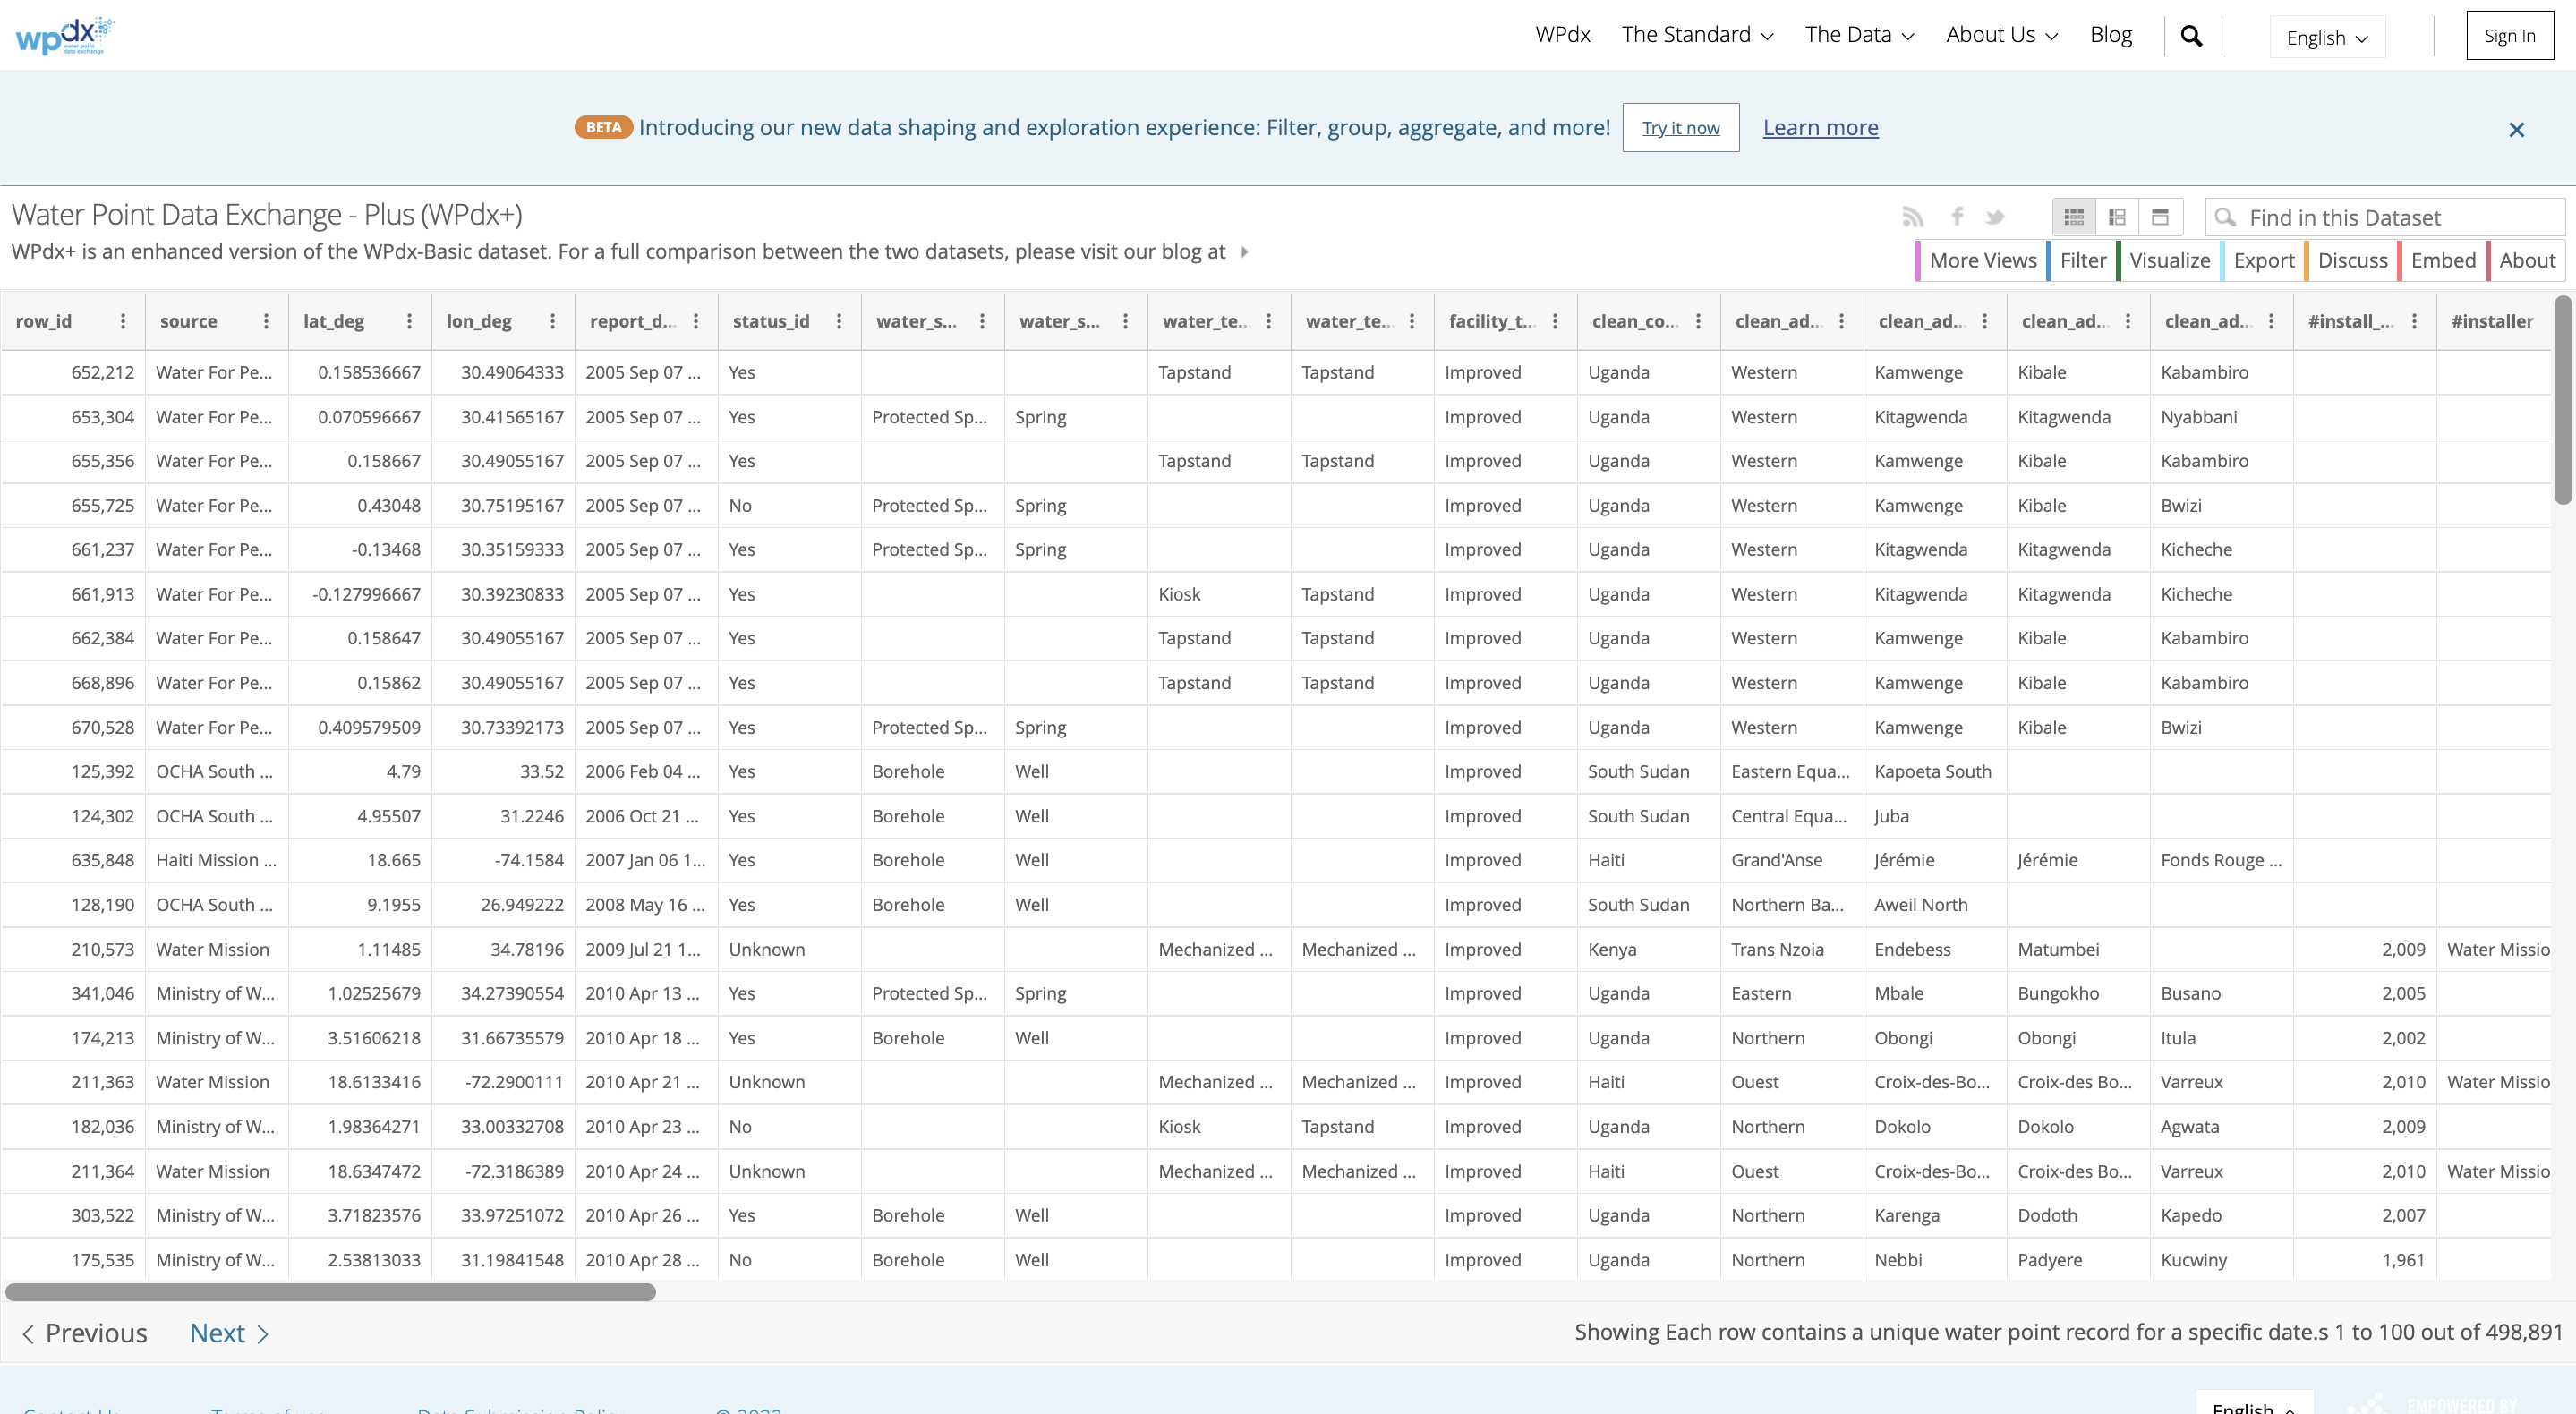 wpdx
water point
data exchange
WPdx The Standard The Data About Us Blog English Sign In
BETA Introducing our new data shaping and exploration experience: Filter, group, aggregate, and more! Try it now Learn more
Water Point Data Exchange - Plus (WPdx+) Find in this Dataset
WPdx+ is an enhanced version of the WPdx-Basic dataset. For a full comparison between the two datasets, please visit our blog at
More Views Filter Visualize Export Discuss Embed About
row_id source lat_deg lon_deg report_d... status_id water_s... water_s... water_te... water_te... facility_t... clean_co... clean_ad... clean_ad... clean_ad... clean_ad... #install_... #installer
652,212 Water For Pe... 0.158536667 30.49064333 2005 Sep 07 ... Yes Tapstand Tapstand Improved Uganda Western Kamwenge Kibale Kabambiro
653,304 Water For Pe... 0.070596667 30.41565167 2005 Sep 07 ... Yes Protected Sp... Spring Improved Uganda Western Kitagwenda Kitagwenda Nyabbani
655,356 Water For Pe... 0.158667 30.49055167 2005 Sep 07 ... Yes Tapstand Tapstand Improved Uganda Western Kamwenge Kibale Kabambiro
655,725 Water For Pe... 0.43048 30.75195167 2005 Sep 07 ... No Protected Sp... Spring Improved Uganda Western Kamwenge Kibale Bwizi
661,237 Water For Pe... -0.13468 30.35159333 2005 Sep 07 ... Yes Protected Sp... Spring Improved Uganda Western Kitagwenda Kitagwenda Kicheche
661,913 Water For Pe... -0.127996667 30.39230833 2005 Sep 07 ... Yes Kiosk Tapstand Improved Uganda Western Kitagwenda Kitagwenda Kicheche
662,384 Water For Pe... 0.158647 30.49055167 2005 Sep 07 ... Yes Tapstand Tapstand Improved Uganda Western Kamwenge Kibale Kabambiro
668,896 Water For Pe... 0.15862 30.49055167 2005 Sep 07 ... Yes Tapstand Tapstand Improved Uganda Western Kamwenge Kibale Kabambiro
670,528 Water For Pe... 0.409579509 30.73392173 2005 Sep 07 ... Yes Protected Sp... Spring Improved Uganda Western Kamwenge Kibale Bwizi
125,392 OCHA South ... 4.79 33.52 2006 Feb 04 ... Yes Borehole Well Improved South Sudan Eastern Equa... Kapoeta South
124,302 OCHA South ... 4.95507 31.2246 2006 Oct 21 ... Yes Borehole Well Improved South Sudan Central Equa... Juba
635,848 Haiti Mission ... 18.665 -74.1584 2007 Jan 06 1... Yes Borehole Well Improved Haiti Grand'Anse Jérémie Jérémie Fonds Rouge ...
128,190 OCHA South ... 9.1955 26.949222 2008 May 16 ... Yes Borehole Well Improved South Sudan Northern Ba... Aweil North
210,573 Water Mission 1.11485 34.78196 2009 Jul 21 1... Unknown Mechanized ... Mechanized ... Improved Kenya Trans Nzoia Endebess Matumbei 2,009 Water Missio
341,046 Ministry of W... 1.02525679 34.27390554 2010 Apr 13 ... Yes Protected Sp... Spring Improved Uganda Eastern Mbale Bungokho Busano 2,005
174,213 Ministry of W... 3.51606218 31.66735579 2010 Apr 18 ... Yes Borehole Well Improved Uganda Northern Obongi Obongi Itula 2,002
211,363 Water Mission 18.6133416 -72.2900111 2010 Apr 21 ... Unknown Mechanized ... Mechanized ... Improved Haiti Ouest Croix-des-Bo... Croix-des Bo... Varreux 2,010 Water Missio
182,036 Ministry of W... 1.98364271 33.00332708 2010 Apr 23 ... No Kiosk Tapstand Improved Uganda Northern Dokolo Dokolo Agwata 2,009
211,364 Water Mission 18.6347472 -72.3186389 2010 Apr 24 ... Unknown Mechanized ... Mechanized ... Improved Haiti Ouest Croix-des-Bo... Croix-des Bo... Varreux 2,010 Water Missio
303,522 Ministry of W... 3.71823576 33.97251072 2010 Apr 26 ... Yes Borehole Well Improved Uganda Northern Karenga Dodoth Kapedo 2,007
175,535 Ministry of W... 2.53813033 31.19841548 2010 Apr 28 ... No Borehole Well Improved Uganda Northern Nebbi Padyere Kucwiny 1,961
Previous Next Showing Each row contains a unique water point record for a specific date.s 1 to 100 out of 498,891
English EMPOWERED BY